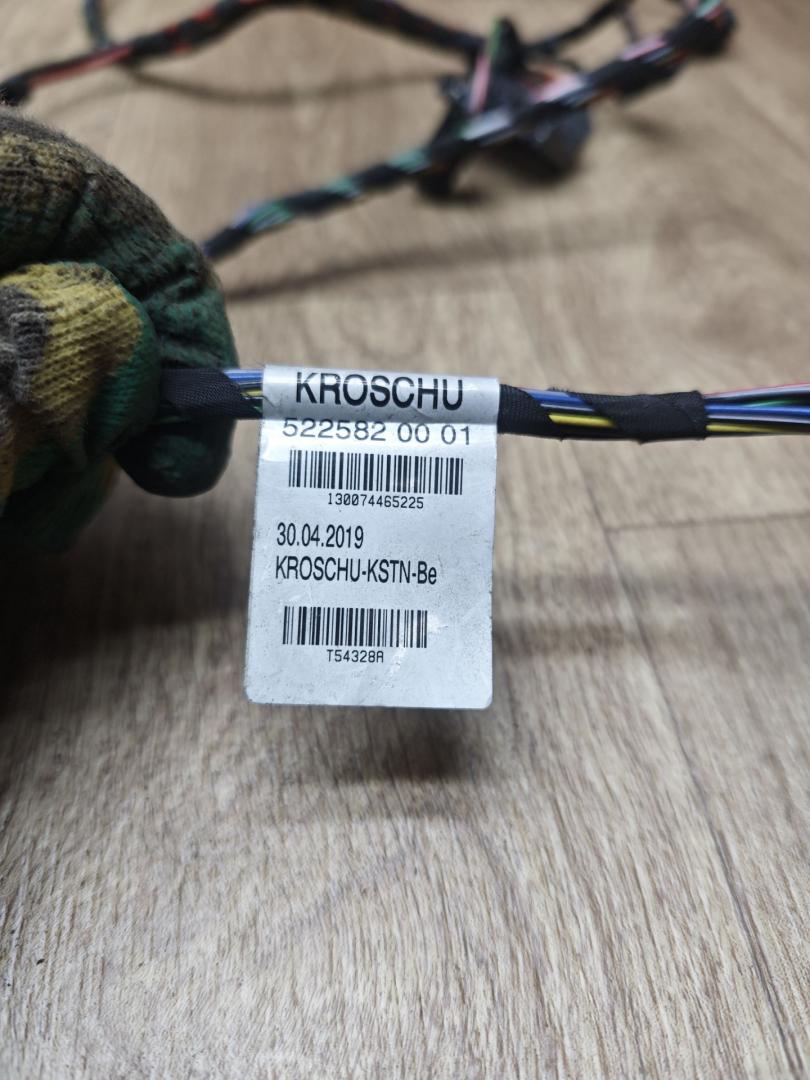 KROSCHU
522582 00 01
130074465225
30.04.2019
KROSCHU-KSTN-Be
T54328A